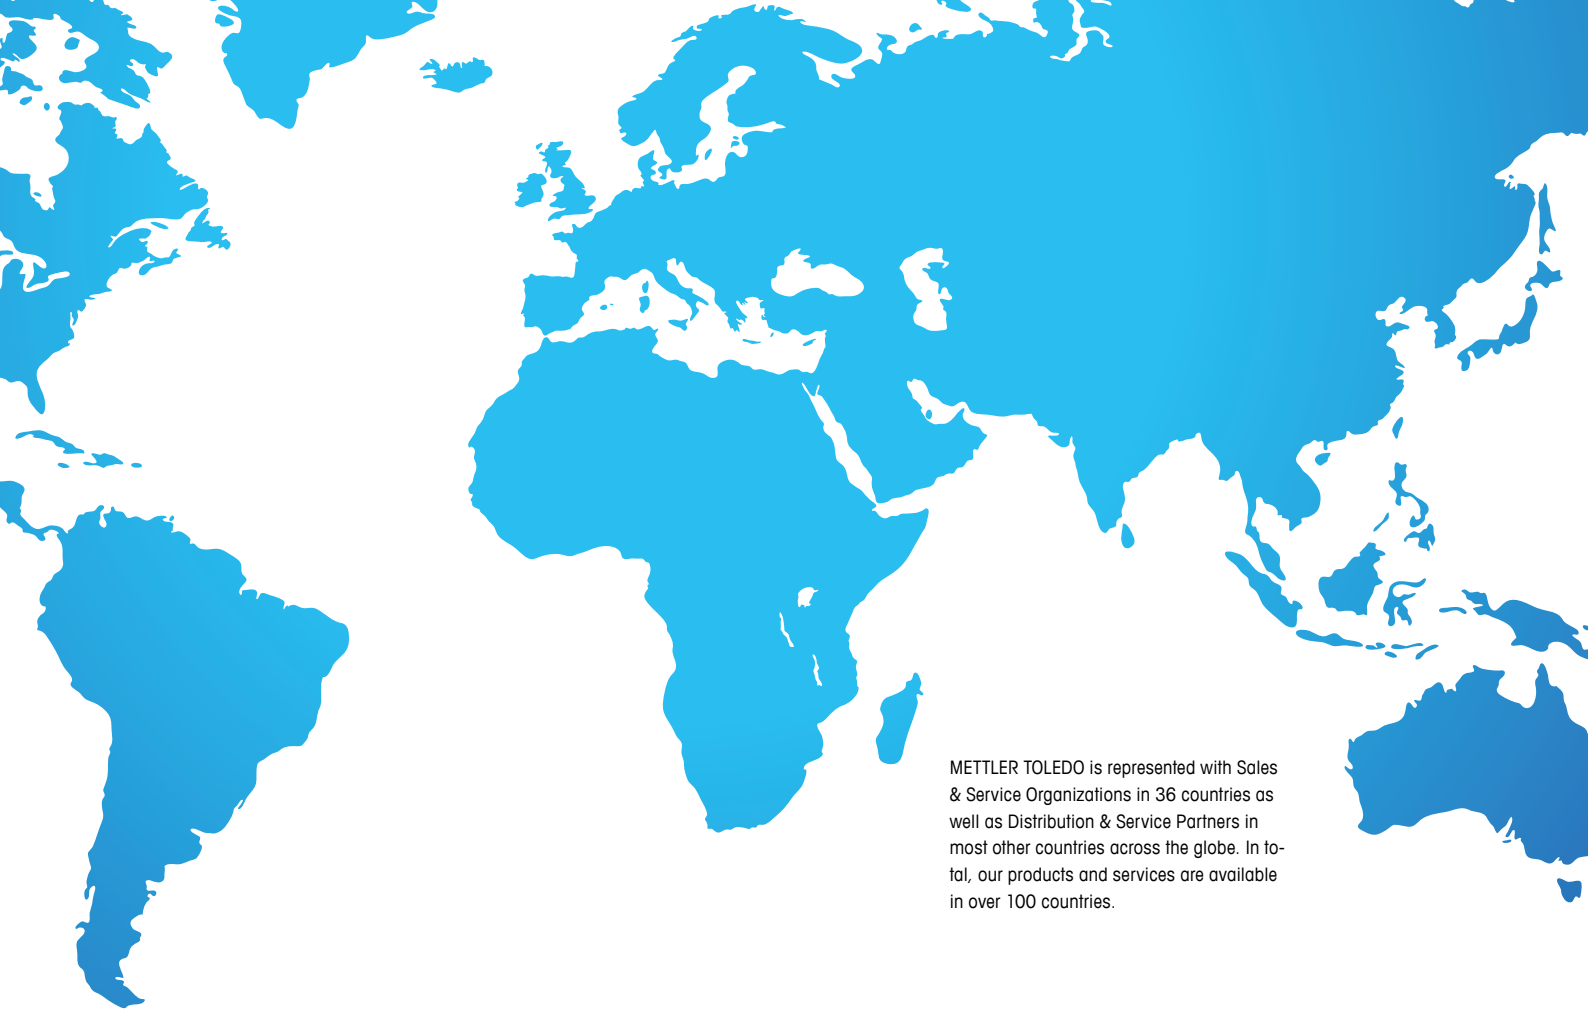 METTLER TOLEDO is represented with Sales
& Service Organizations in 36 countries as
well as Distribution & Service Partners in
most other countries across the globe. In to-
tal, our products and services are available
in over 100 countries.